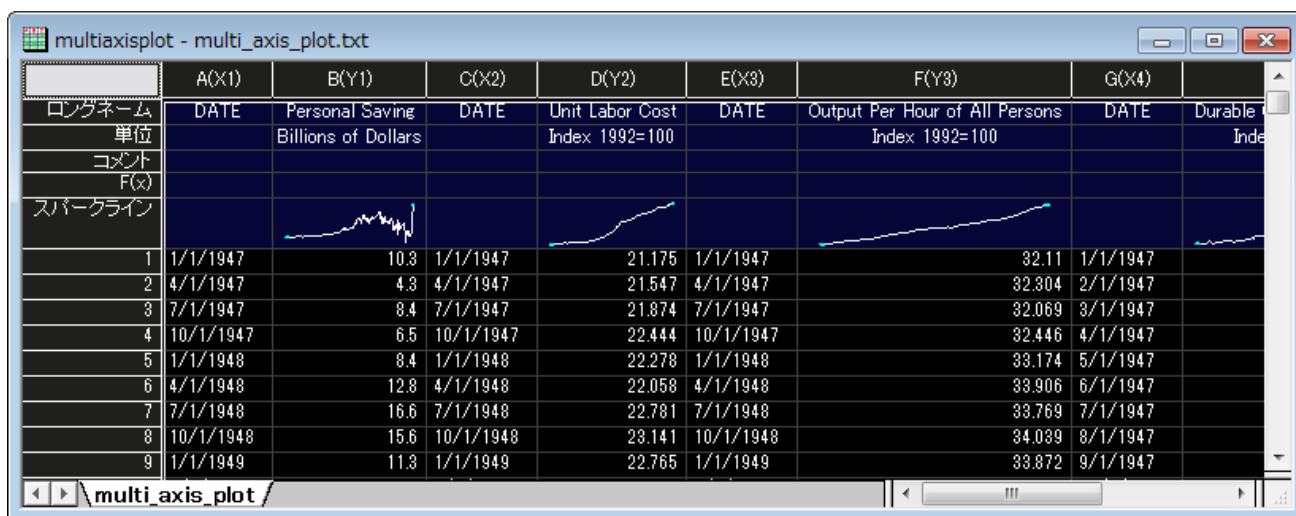 multiaxisplot - multi_axis_plot.txt
A(X1) B(Y1) C(X2) D(Y2) E(X3) F(Y3) G(X4)
ロングネーム DATE Personal Saving DATE Unit Labor Cost DATE Output Per Hour of All Persons DATE Durable
単位 Billions of Dollars Index 1992=100 Index 1992=100 Inde
コメント
F(x)
スパークライン
1 1/1/1947 10.3 1/1/1947 21.175 1/1/1947 32.11 1/1/1947
2 4/1/1947 4.3 4/1/1947 21.547 4/1/1947 32.304 2/1/1947
3 7/1/1947 8.4 7/1/1947 21.874 7/1/1947 32.069 3/1/1947
4 10/1/1947 6.5 10/1/1947 22.444 10/1/1947 32.446 4/1/1947
5 1/1/1948 8.4 1/1/1948 22.278 1/1/1948 33.174 5/1/1947
6 4/1/1948 12.8 4/1/1948 22.058 4/1/1948 33.906 6/1/1947
7 7/1/1948 16.6 7/1/1948 22.781 7/1/1948 33.769 7/1/1947
8 10/1/1948 15.6 10/1/1948 23.141 10/1/1948 34.039 8/1/1947
9 1/1/1949 11.3 1/1/1949 22.765 1/1/1949 33.872 9/1/1947
multi_axis_plot